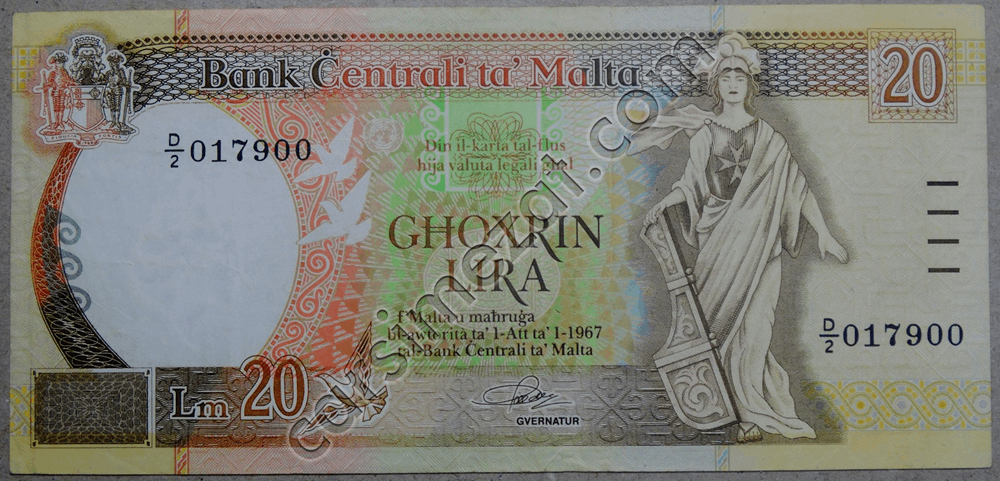 Bank Ċentrali ta' Malta
20
D/2 017900
Din il-karta tal-flus
hija valuta legali għal
GĦOXRIN
LIRA
f'Malta u maħruġa
bl-awtorità ta' l-Att ta' l-1967
tal-Bank Ċentrali ta' Malta
D/2 017900
Lm 20
GVERNATUR